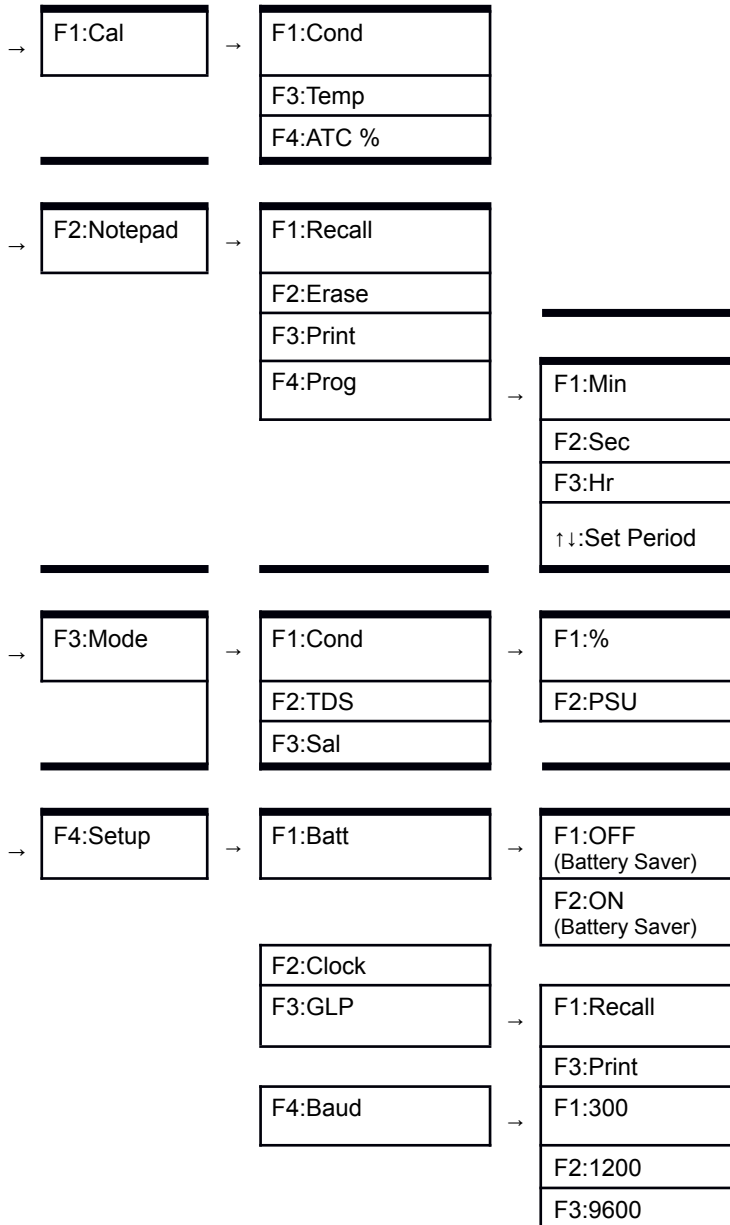 → F1:Cal → F1:Cond
F3:Temp
F4:ATC %
→ F2:Notepad → F1:Recall
F2:Erase
F3:Print
F4:Prog → F1:Min
F2:Sec
F3:Hr
↑↓:Set Period
→ F3:Mode → F1:Cond → F1:%
F2:TDS F2:PSU
F3:Sal
→ F4:Setup → F1:Batt → F1:OFF
(Battery Saver)
F2:ON
(Battery Saver)
F2:Clock
F3:GLP → F1:Recall
F3:Print
F4:Baud → F1:300
F2:1200
F3:9600